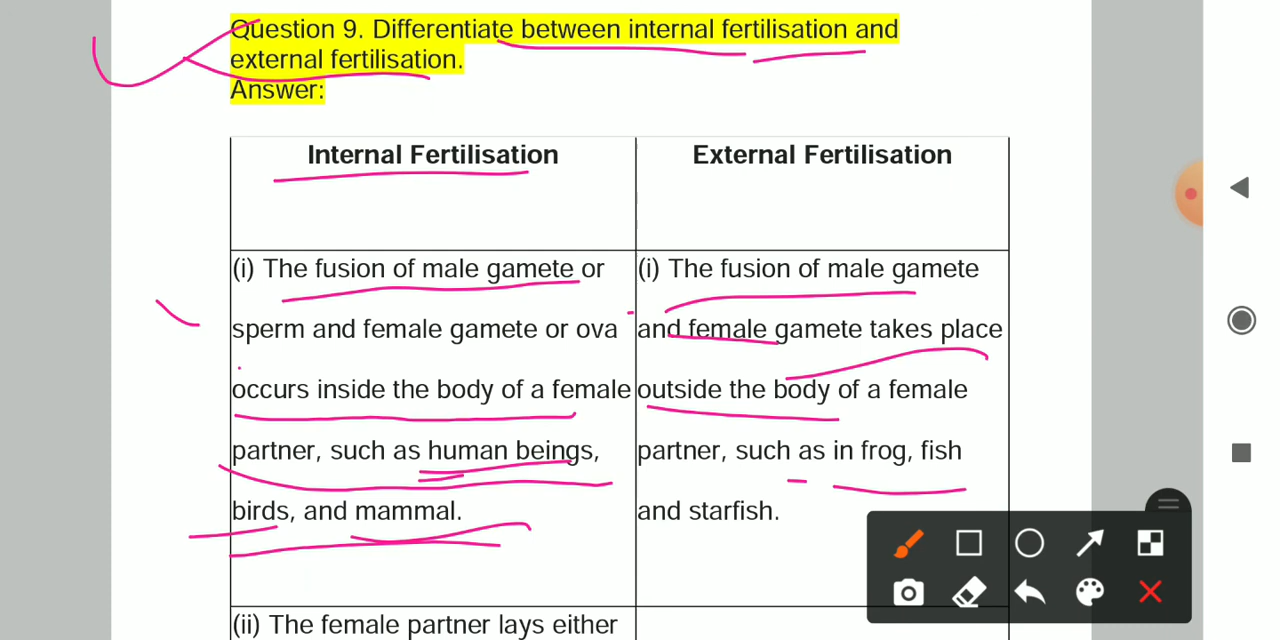 Question 9. Differentiate between internal fertilisation and
external fertilisation.
Answer:
Internal Fertilisation
External Fertilisation
(i) The fusion of male gamete or
sperm and female gamete or ova
occurs inside the body of a female
partner, such as human beings,
birds, and mammal.
(i) The fusion of male gamete
and female gamete takes place
outside the body of a female
partner, such as in frog, fish
and starfish.
(ii) The female partner lays either